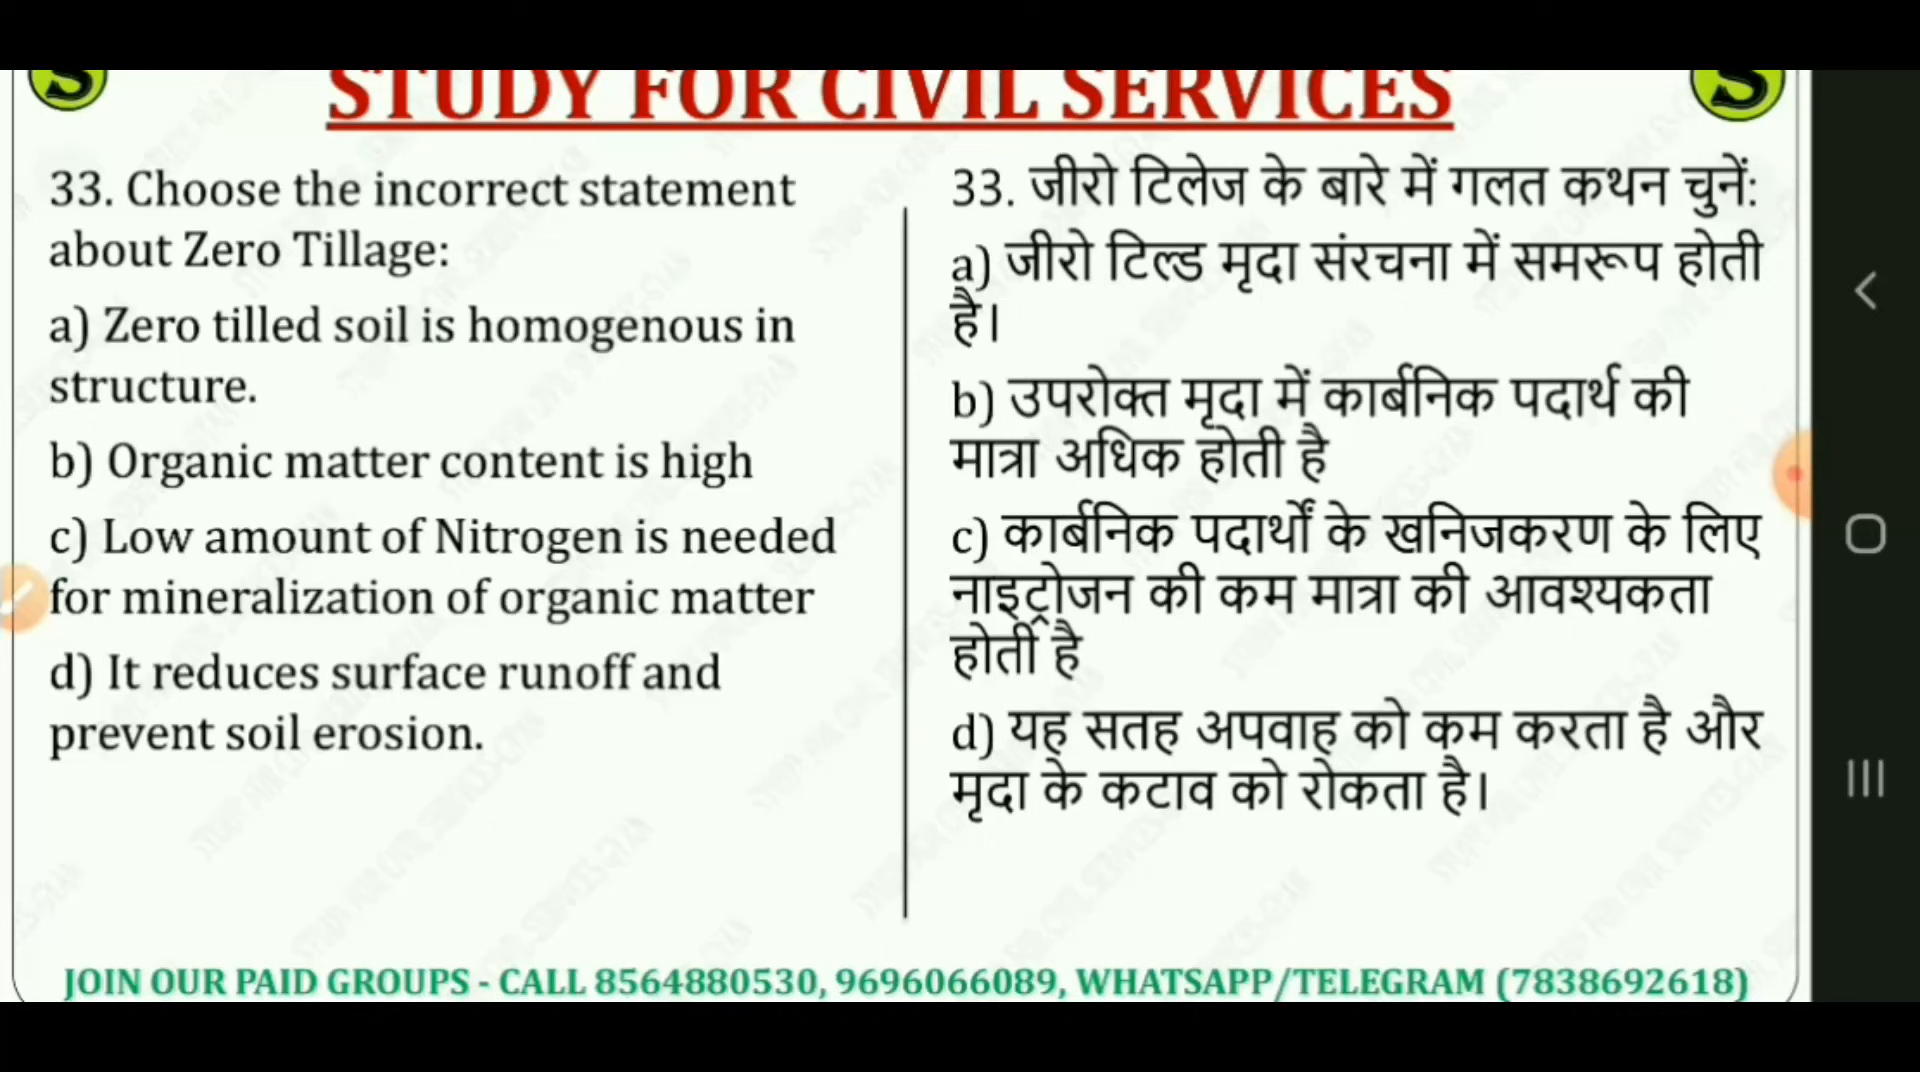 STUDY FOR CIVIL SERVICES
S
S
33. Choose the incorrect statement
about Zero Tillage:
a) Zero tilled soil is homogenous in
structure.
b) Organic matter content is high
c) Low amount of Nitrogen is needed
for mineralization of organic matter
d) It reduces surface runoff and
prevent soil erosion.
33. जीरो टिलेज के बारे में गलत कथन चुनें:
a) जीरो टिल्ड मृदा संरचना में समरूप होती
है।
b) उपरोक्त मृदा में कार्बनिक पदार्थ की
मात्रा अधिक होती है
c) कार्बनिक पदार्थों के खनिजकरण के लिए
नाइट्रोजन की कम मात्रा की आवश्यकता
होती है
d) यह सतह अपवाह को कम करता है और
मृदा के कटाव को रोकता है।
JOIN OUR PAID GROUPS - CALL 8564880530, 9696066089, WHATSAPP/TELEGRAM (7838692618)